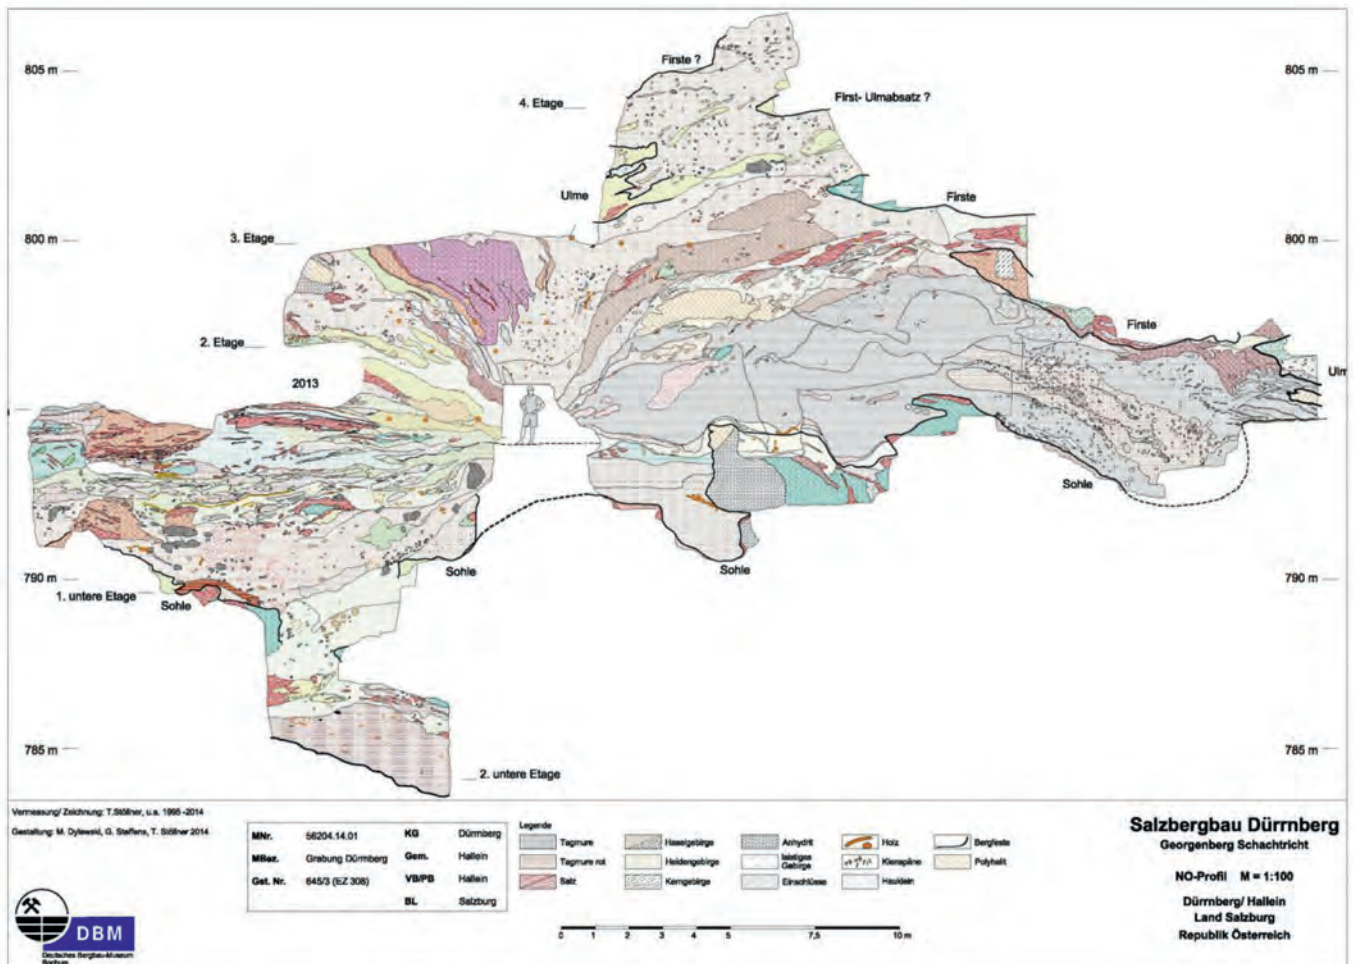 Firste ?
805 m
805 m
4. Etage
First- Ulmabsatz ?
Ulme
Firste
3. Etage
800 m
800 m
Firste
2. Etage
2013
Ulm
Sohle
Sohle
Sohle
790 m
790 m
1. untere Etage
Sohle
785 m
785 m
2. untere Etage
Vermessung/ Zeichnung: T.Stöllner, u.a. 1995 -2014
Gestaltung: M. Dylewski, G. Steffens, T. Stöllner 2014
MNr. 56204.14.01 KG Dürrnberg
MBez. Grabung Dürrnberg Gem. Hallein
Gst. Nr. 645/3 (EZ 308) VB/PB Hallein
BL Salzburg
Legende
Tagmure Haselgebirge Anhydrit Holz Bergfeste
Tagmure rot Heidengebirge Kienspäne Polyhalit
Salz Kerngebirge Einschlüsse Hauklein
0 1 2 3 4 5 7,5 10 m
Salzbergbau Dürrnberg
Georgenberg Schachtricht
NO-Profil M = 1:100
Dürrnberg/ Hallein
Land Salzburg
Republik Österreich
DBM
Deutsches Bergbau-Museum
Bochum